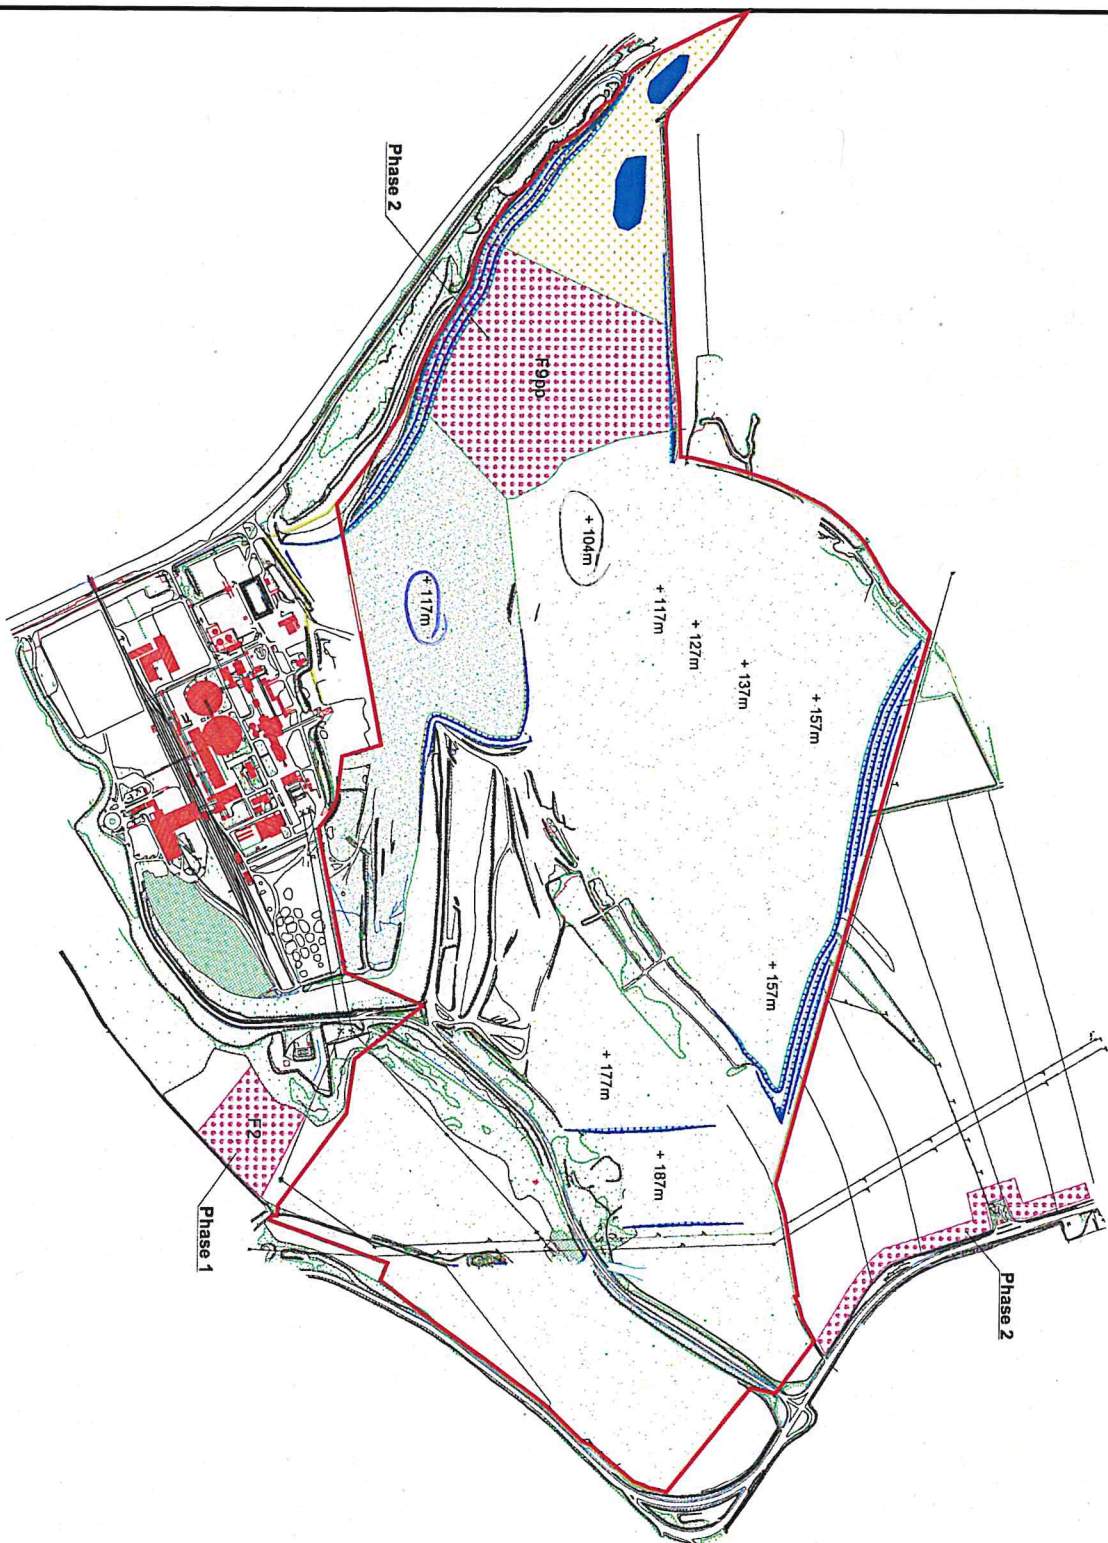 Phase 2
F9pp
+ 104m
+ 117m
+ 117m
+ 127m
+ 137m
+ 157m
+ 157m
+ 177m
+ 187m
F2
Phase 1
Phase 2